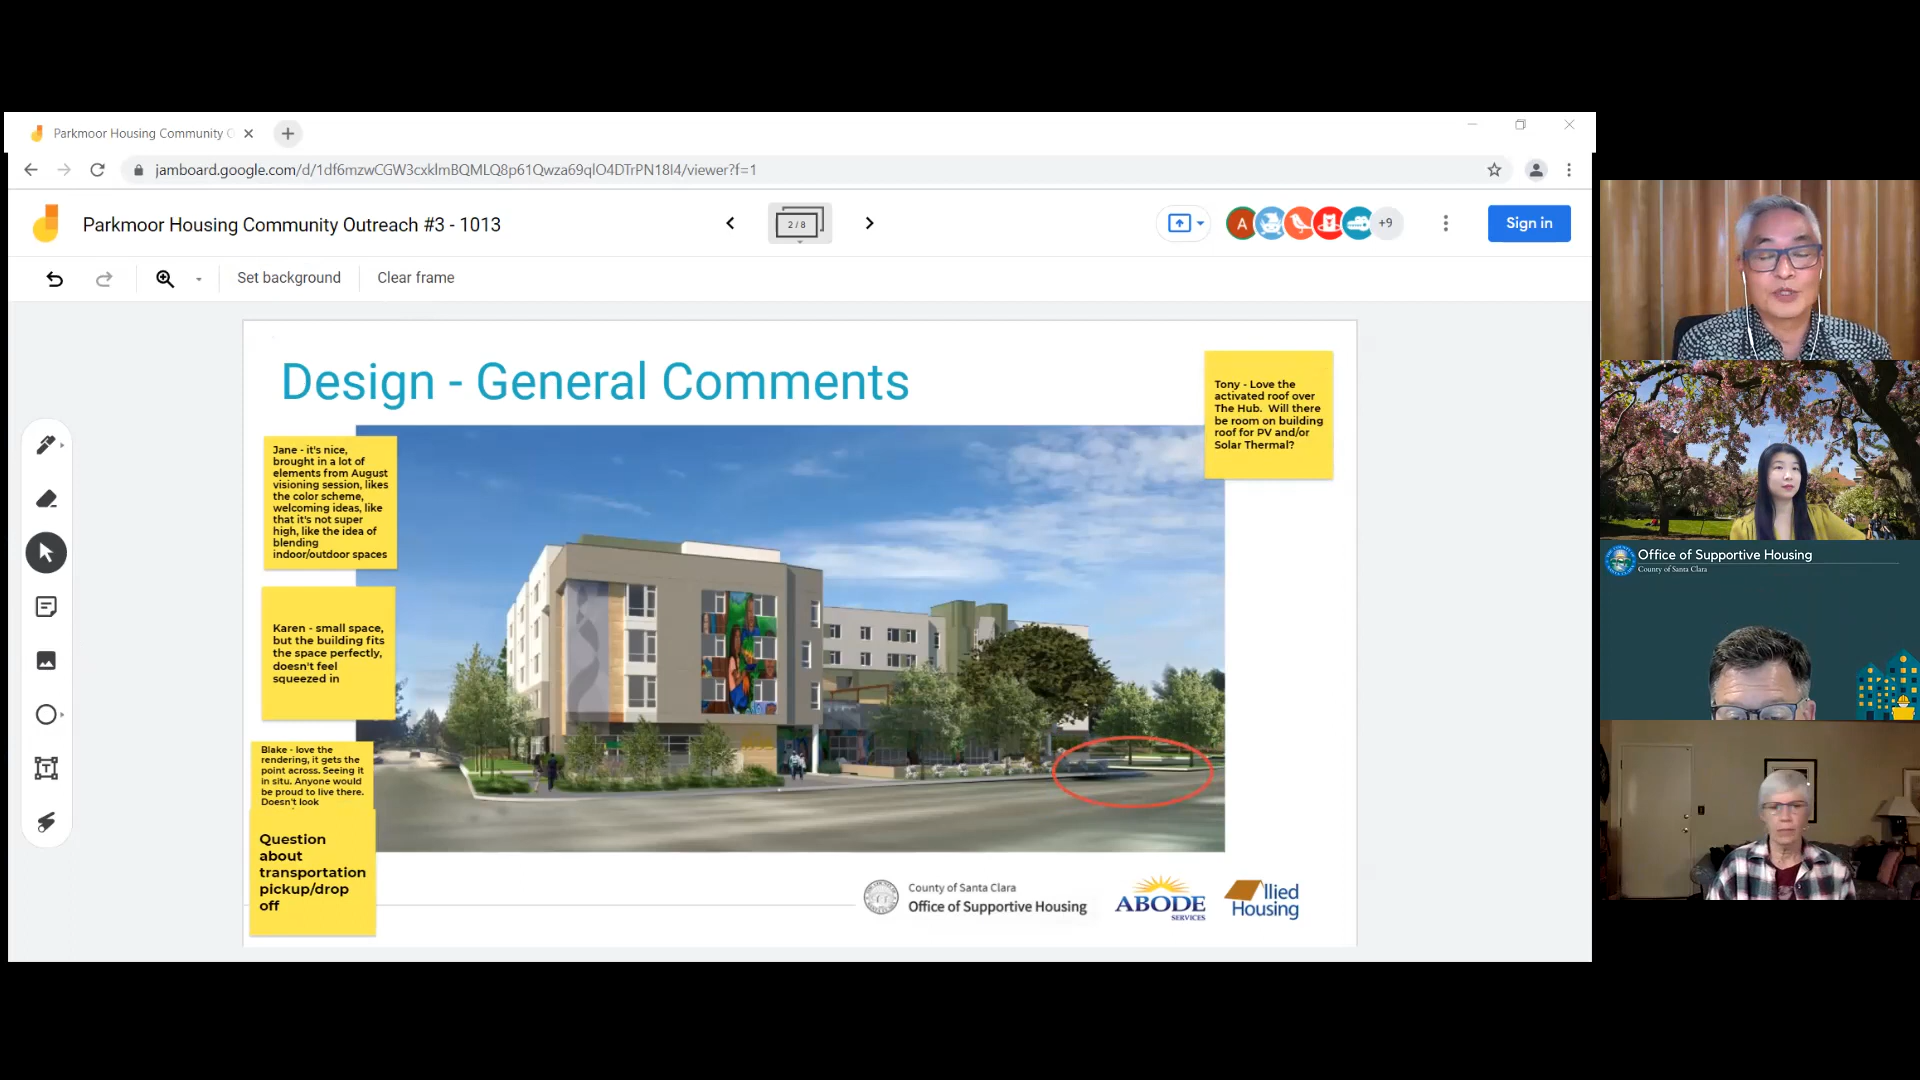 Parkmoor Housing Community
jamboard.google.com/d/1df6mzwCGW3cxklmBQMLQ8p61Qwza69qlO4DTrPN18I4/viewer?f=1
Parkmoor Housing Community Outreach #3 - 1013
2 / 8
A
+9
Sign in
Set background
Clear frame
Design - General Comments
Tony - Love the
activated roof over
The Hub. Will there
be room on building
roof for PV and/or
Solar Thermal?
Jane - it's nice,
brought in a lot of
elements from August
visioning session, likes
the color scheme,
welcoming ideas, like
that it's not super
high, like the idea of
blending
indoor/outdoor spaces
Karen - small space,
but the building fits
the space perfectly,
doesn't feel
squeezed in
Blake - love the
rendering, it gets the
point across. Seeing it
in situ. Anyone would
be proud to live there.
Doesn't look
Question
about
transportation
pickup/drop
off
County of Santa Clara
Office of Supportive Housing
ABODE
SERVICES
Allied
Housing
Office of Supportive Housing
County of Santa Clara